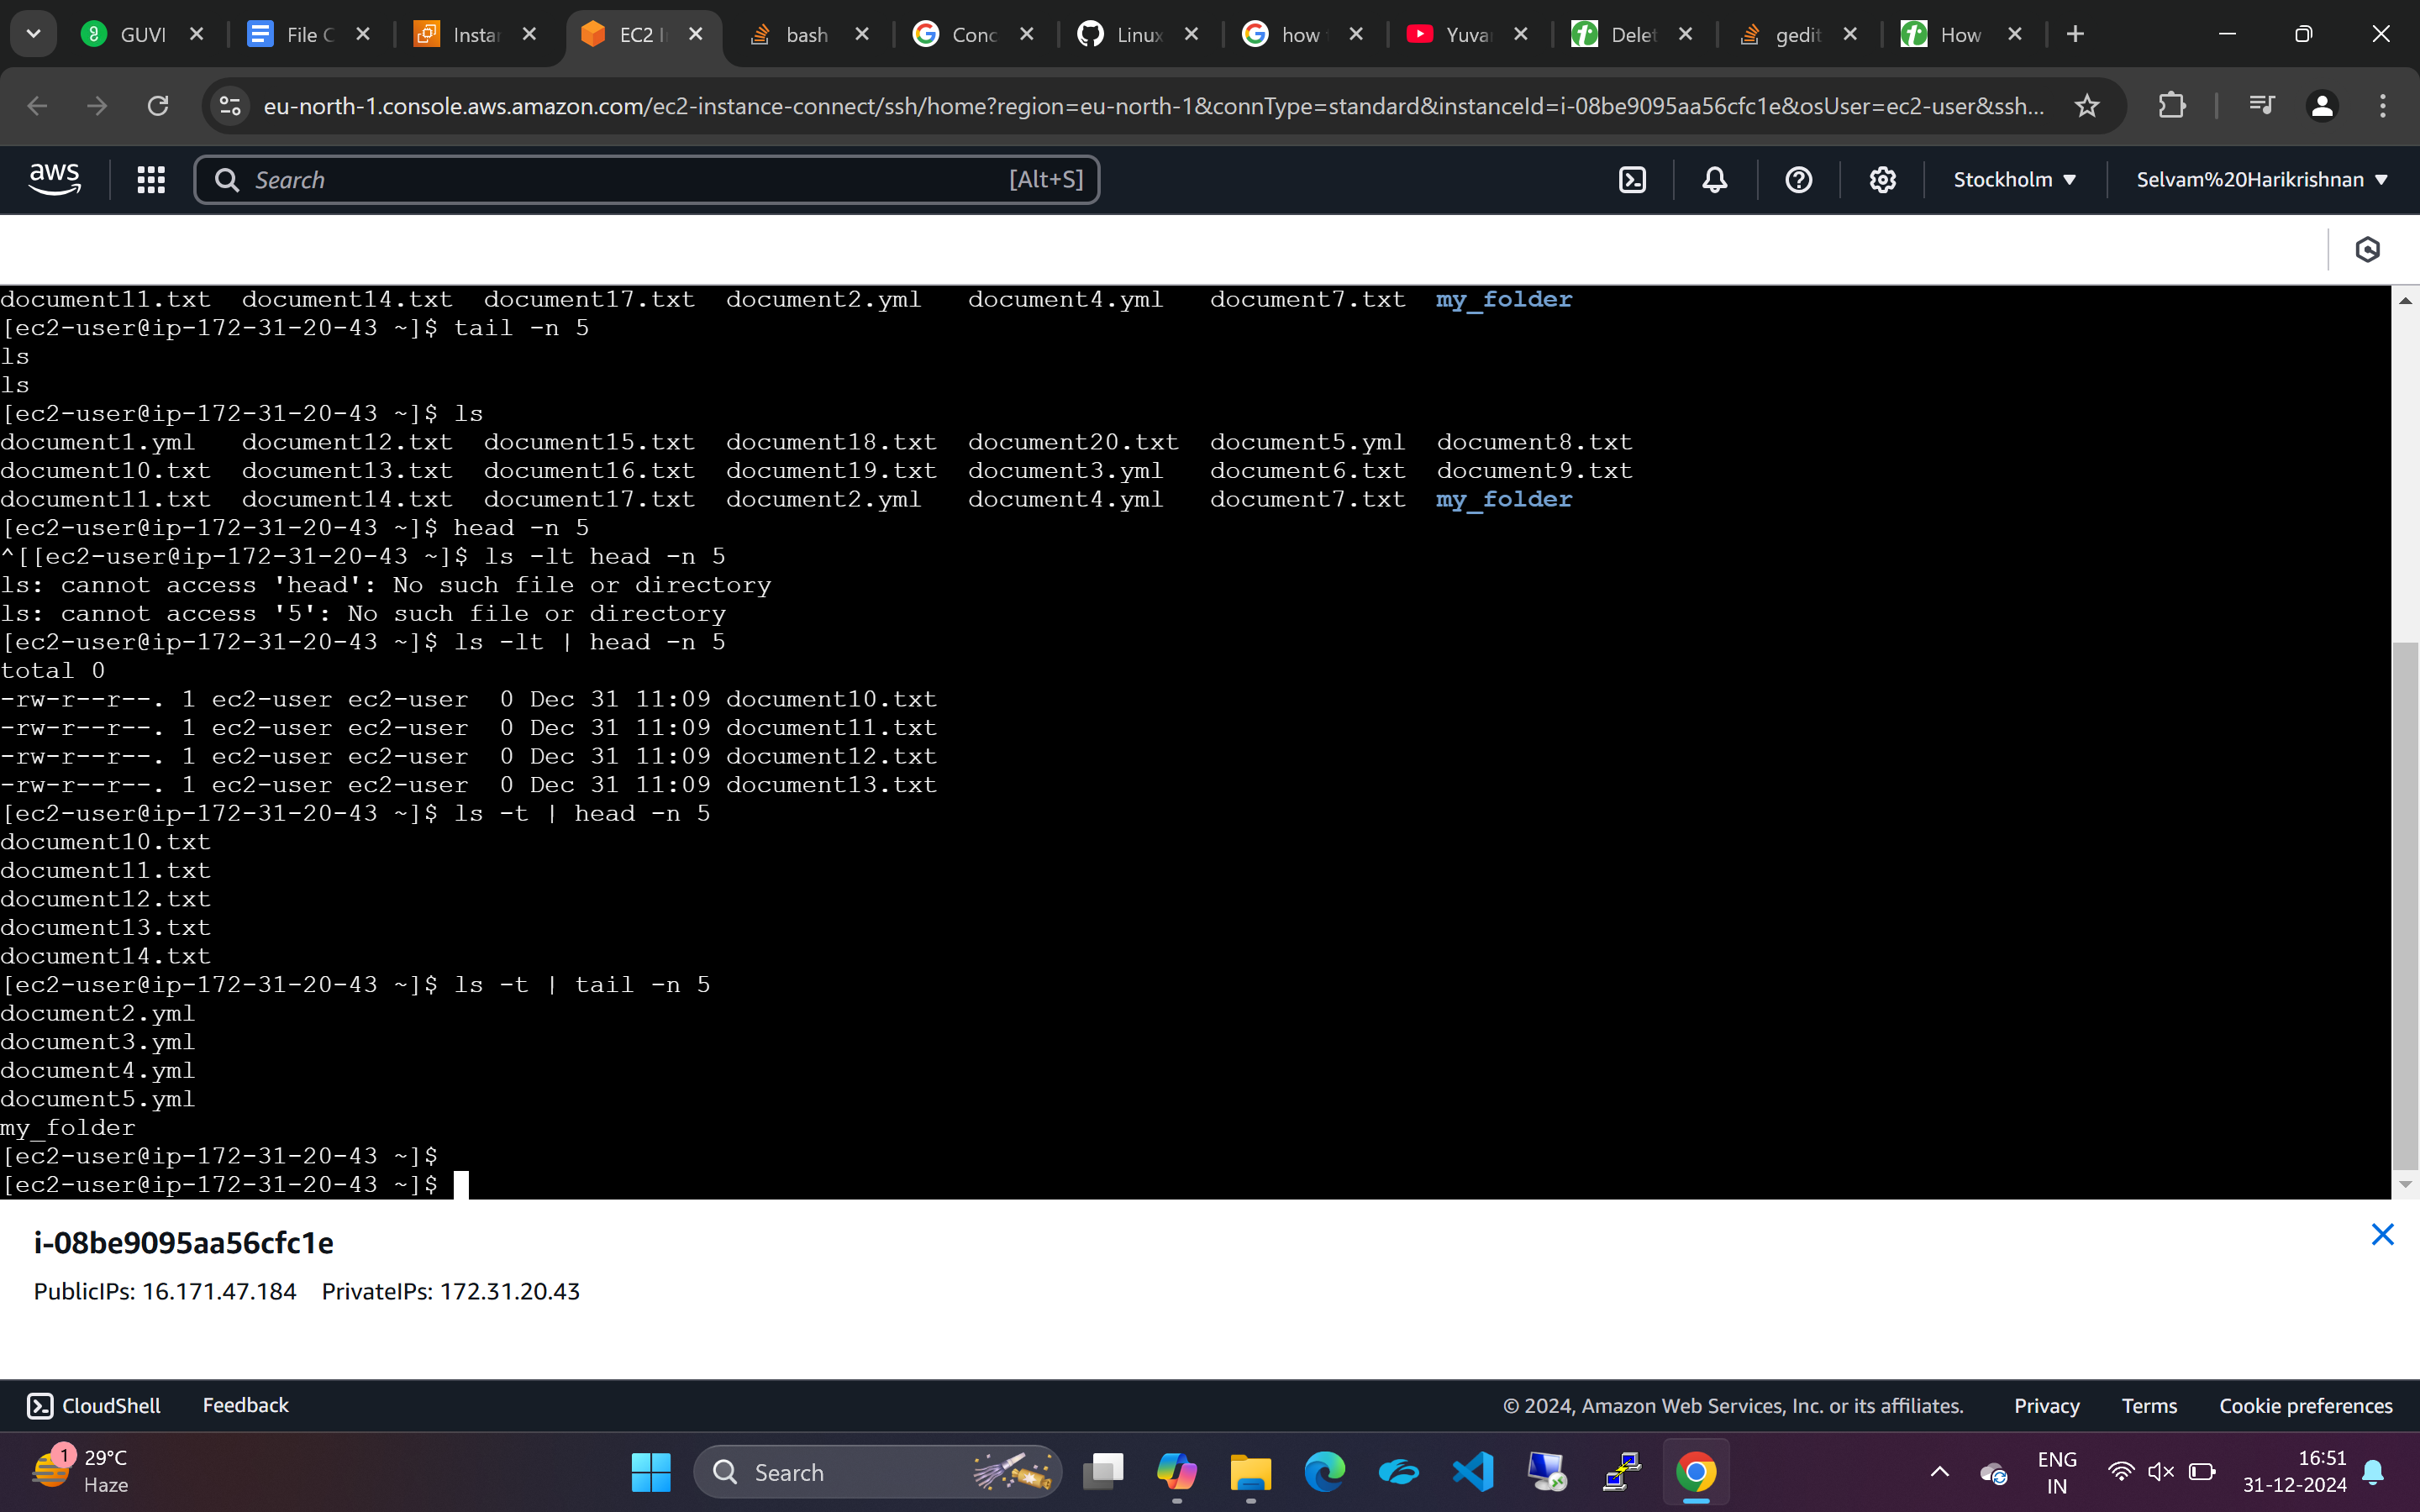 GUVI
File C
Instar
EC2 I
bash
Conc
Linux
how t
Yuvar
Delet
gedit
How
eu-north-1.console.aws.amazon.com/ec2-instance-connect/ssh/home?region=eu-north-1&connType=standard&instanceId=i-08be9095aa56cfc1e&osUser=ec2-user&ssh...
aws
Search
[Alt+S]
Stockholm
Selvam%20Harikrishnan
document11.txt  document14.txt  document17.txt  document2.yml   document4.yml   document7.txt  my_folder
[ec2-user@ip-172-31-20-43 ~]$ tail -n 5
ls
ls
[ec2-user@ip-172-31-20-43 ~]$ ls
document1.yml   document12.txt  document15.txt  document18.txt  document20.txt  document5.yml  document8.txt
document10.txt  document13.txt  document16.txt  document19.txt  document3.yml   document6.txt  document9.txt
document11.txt  document14.txt  document17.txt  document2.yml   document4.yml   document7.txt  my_folder
[ec2-user@ip-172-31-20-43 ~]$ head -n 5
^[[ec2-user@ip-172-31-20-43 ~]$ ls -lt head -n 5
ls: cannot access 'head': No such file or directory
ls: cannot access '5': No such file or directory
[ec2-user@ip-172-31-20-43 ~]$ ls -lt | head -n 5
total 0
-rw-r--r--. 1 ec2-user ec2-user  0 Dec 31 11:09 document10.txt
-rw-r--r--. 1 ec2-user ec2-user  0 Dec 31 11:09 document11.txt
-rw-r--r--. 1 ec2-user ec2-user  0 Dec 31 11:09 document12.txt
-rw-r--r--. 1 ec2-user ec2-user  0 Dec 31 11:09 document13.txt
[ec2-user@ip-172-31-20-43 ~]$ ls -t | head -n 5
document10.txt
document11.txt
document12.txt
document13.txt
document14.txt
[ec2-user@ip-172-31-20-43 ~]$ ls -t | tail -n 5
document2.yml
document3.yml
document4.yml
document5.yml
my_folder
[ec2-user@ip-172-31-20-43 ~]$
[ec2-user@ip-172-31-20-43 ~]$
i-08be9095aa56cfc1e
PublicIPs: 16.171.47.184    PrivateIPs: 172.31.20.43
CloudShell
Feedback
© 2024, Amazon Web Services, Inc. or its affiliates.
Privacy
Terms
Cookie preferences
1
29°C
Haze
Search
ENG
IN
16:51
31-12-2024